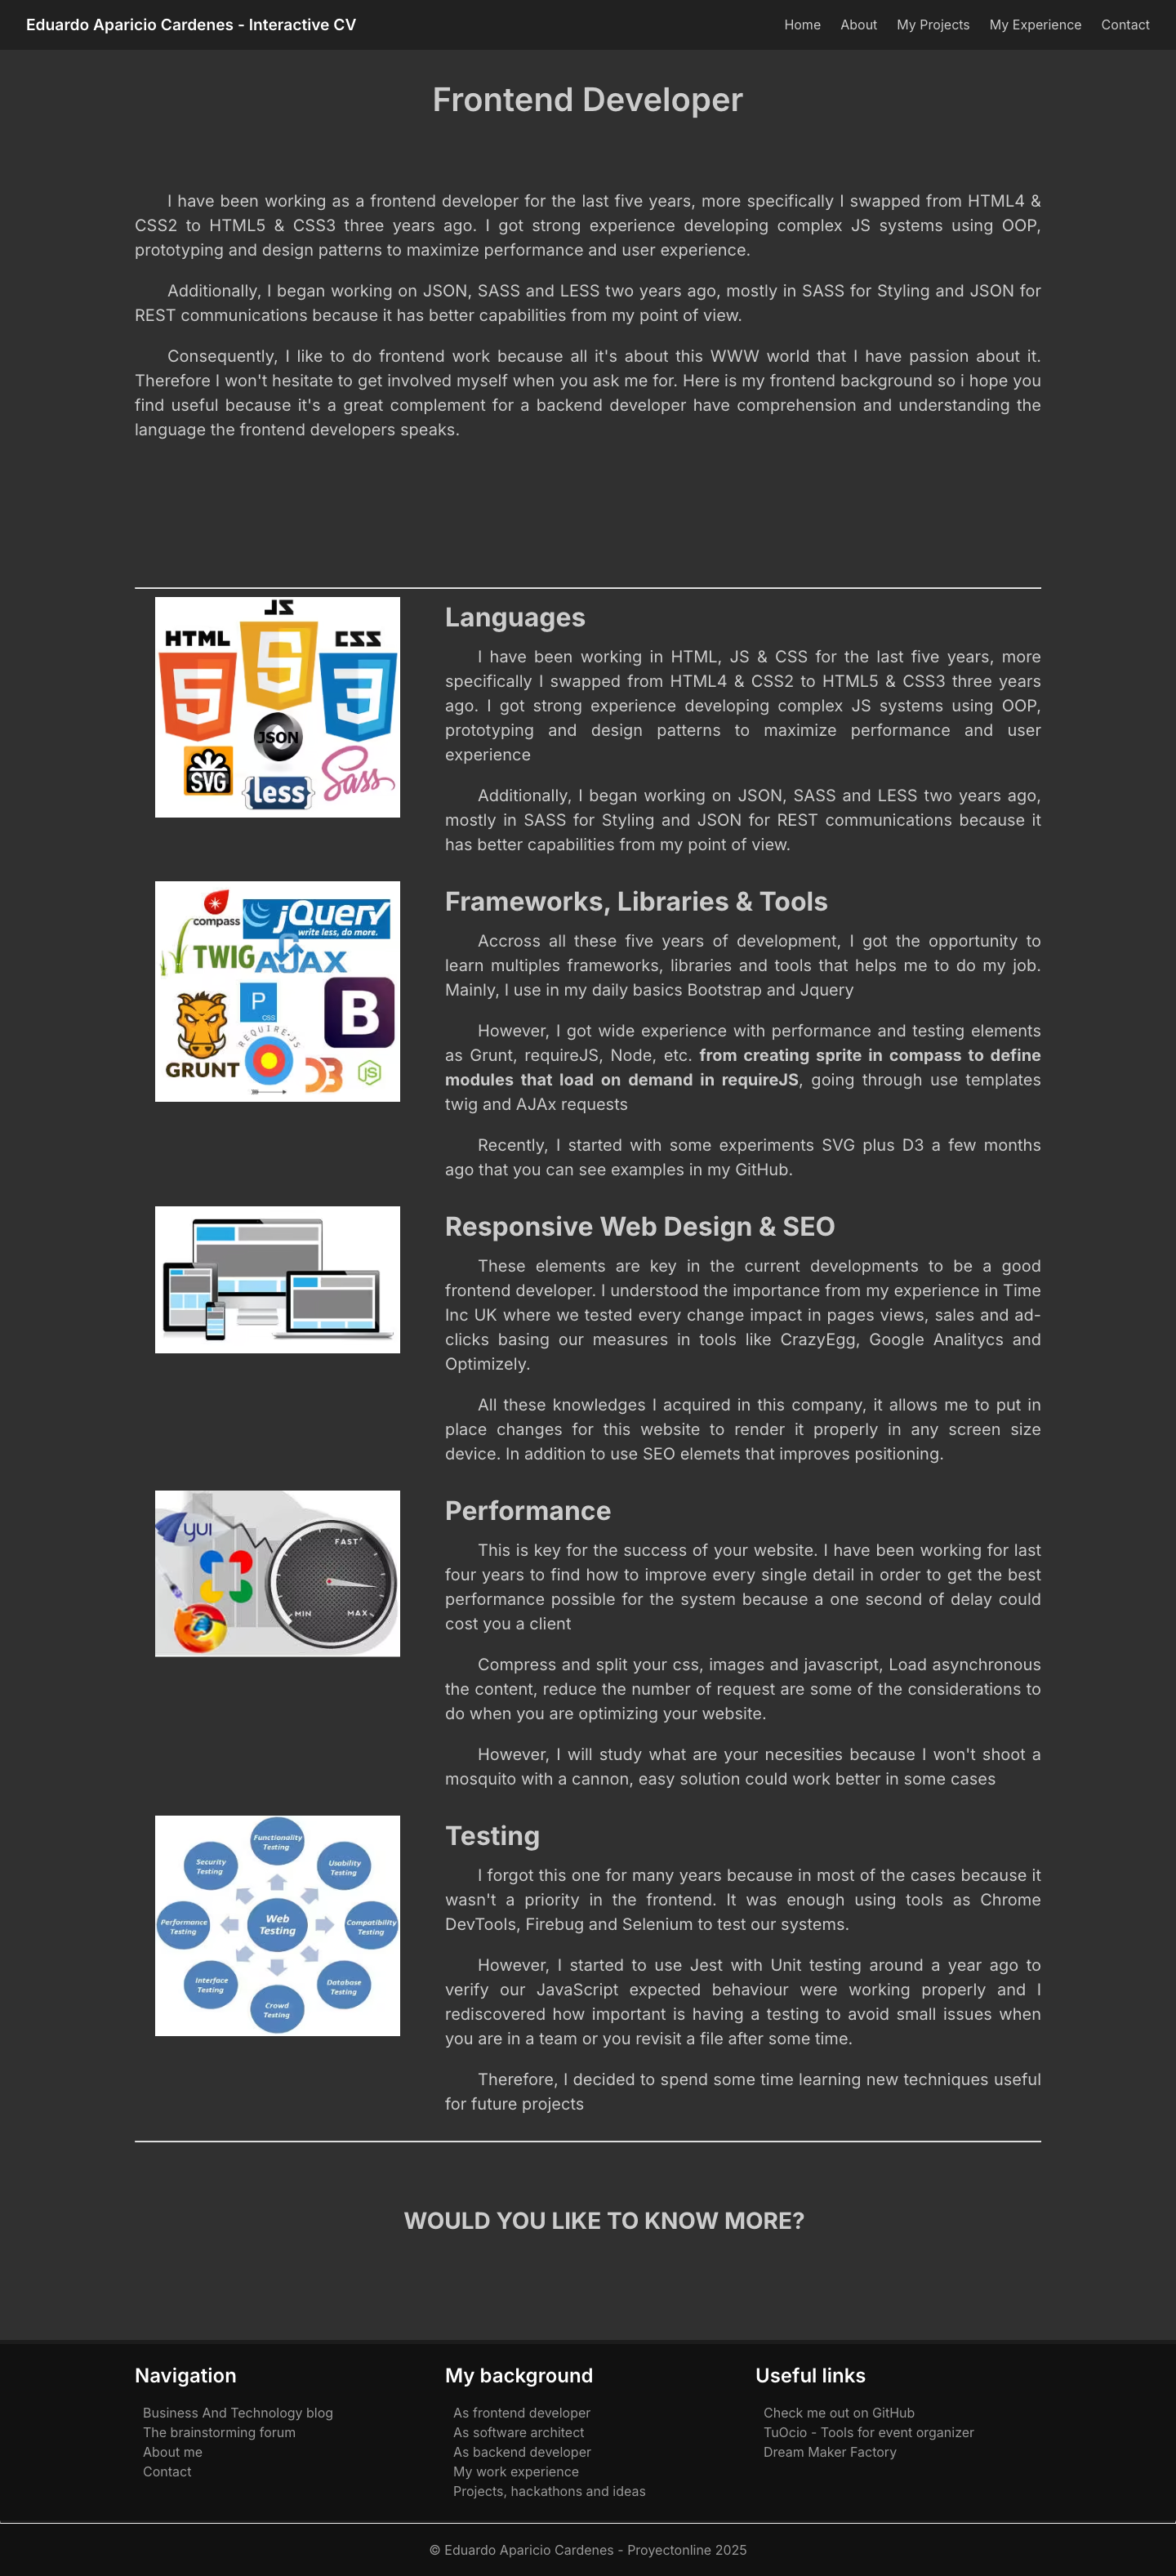 Eduardo Aparicio Cardenes - Interactive CV
Home About My Projects My Experience Contact
Frontend Developer
I have been working as a frontend developer for the last five years, more specifically I swapped from HTML4 &
CSS2 to HTML5 & CSS3 three years ago. I got strong experience developing complex JS systems using OOP,
prototyping and design patterns to maximize performance and user experience.
Additionally, I began working on JSON, SASS and LESS two years ago, mostly in SASS for Styling and JSON for
REST communications because it has better capabilities from my point of view.
Consequently, I like to do frontend work because all it's about this WWW world that I have passion about it.
Therefore I won't hesitate to get involved myself when you ask me for. Here is my frontend background so i hope you
find useful because it's a great complement for a backend developer have comprehension and understanding the
language the frontend developers speaks.
JS
HTML
CSS
5
5
3
JSON
SVG
{less}
Sass
Languages
I have been working in HTML, JS & CSS for the last five years, more
specifically I swapped from HTML4 & CSS2 to HTML5 & CSS3 three years
ago. I got strong experience developing complex JS systems using OOP,
prototyping and design patterns to maximize performance and user
experience
Additionally, I began working on JSON, SASS and LESS two years ago,
mostly in SASS for Styling and JSON for REST communications because it
has better capabilities from my point of view.
compass
jQuery
write less, do more.
TWIG
AJAX
P
css
B
REQUIRE·JS
GRUNT
D3
JS
Frameworks, Libraries & Tools
Accross all these five years of development, I got the opportunity to
learn multiples frameworks, libraries and tools that helps me to do my job.
Mainly, I use in my daily basics Bootstrap and Jquery
However, I got wide experience with performance and testing elements
as Grunt, requireJS, Node, etc. from creating sprite in compass to define
modules that load on demand in requireJS, going through use templates
twig and AJAx requests
Recently, I started with some experiments SVG plus D3 a few months
ago that you can see examples in my GitHub.
Responsive Web Design & SEO
These elements are key in the current developments to be a good
frontend developer. I understood the importance from my experience in Time
Inc UK where we tested every change impact in pages views, sales and ad-
clicks basing our measures in tools like CrazyEgg, Google Analitycs and
Optimizely.
All these knowledges I acquired in this company, it allows me to put in
place changes for this website to render it properly in any screen size
device. In addition to use SEO elemets that improves positioning.
yui
FAST
MIN
MAX
Performance
This is key for the success of your website. I have been working for last
four years to find how to improve every single detail in order to get the best
performance possible for the system because a one second of delay could
cost you a client
Compress and split your css, images and javascript, Load asynchronous
the content, reduce the number of request are some of the considerations to
do when you are optimizing your website.
However, I will study what are your necesities because I won't shoot a
mosquito with a cannon, easy solution could work better in some cases
Functionality
Testing
Security
Testing
Usability
Testing
Performance
Testing
Web
Testing
Compatibility
Testing
Interface
Testing
Database
Testing
Crowd
Testing
Testing
I forgot this one for many years because in most of the cases because it
wasn't a priority in the frontend. It was enough using tools as Chrome
DevTools, Firebug and Selenium to test our systems.
However, I started to use Jest with Unit testing around a year ago to
verify our JavaScript expected behaviour were working properly and I
rediscovered how important is having a testing to avoid small issues when
you are in a team or you revisit a file after some time.
Therefore, I decided to spend some time learning new techniques useful
for future projects
WOULD YOU LIKE TO KNOW MORE?
Navigation
Business And Technology blog
The brainstorming forum
About me
Contact
My background
As frontend developer
As software architect
As backend developer
My work experience
Projects, hackathons and ideas
Useful links
Check me out on GitHub
TuOcio - Tools for event organizer
Dream Maker Factory
© Eduardo Aparicio Cardenes - Proyectonline 2025